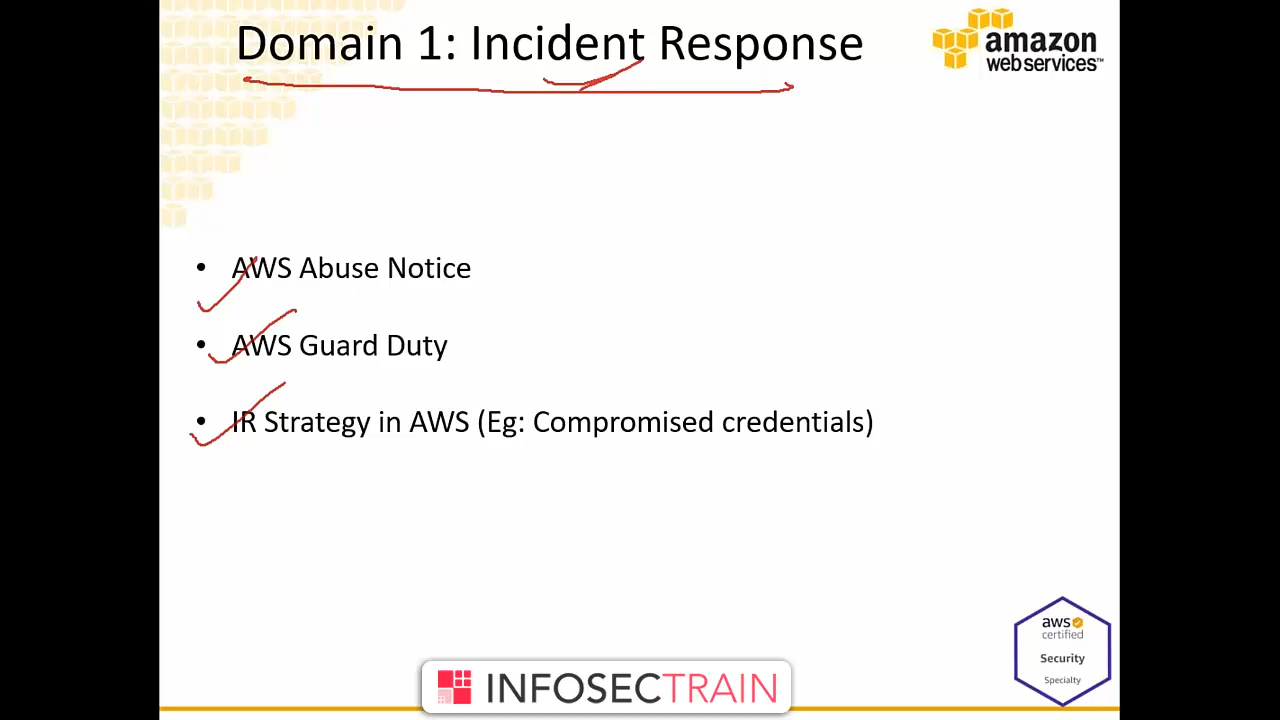 Domain 1: Incident Response
amazon
webservices™
• AWS Abuse Notice
• AWS Guard Duty
• IR Strategy in AWS (Eg: Compromised credentials)
aws
certified
Security
Specialty
INFOSECTRAIN